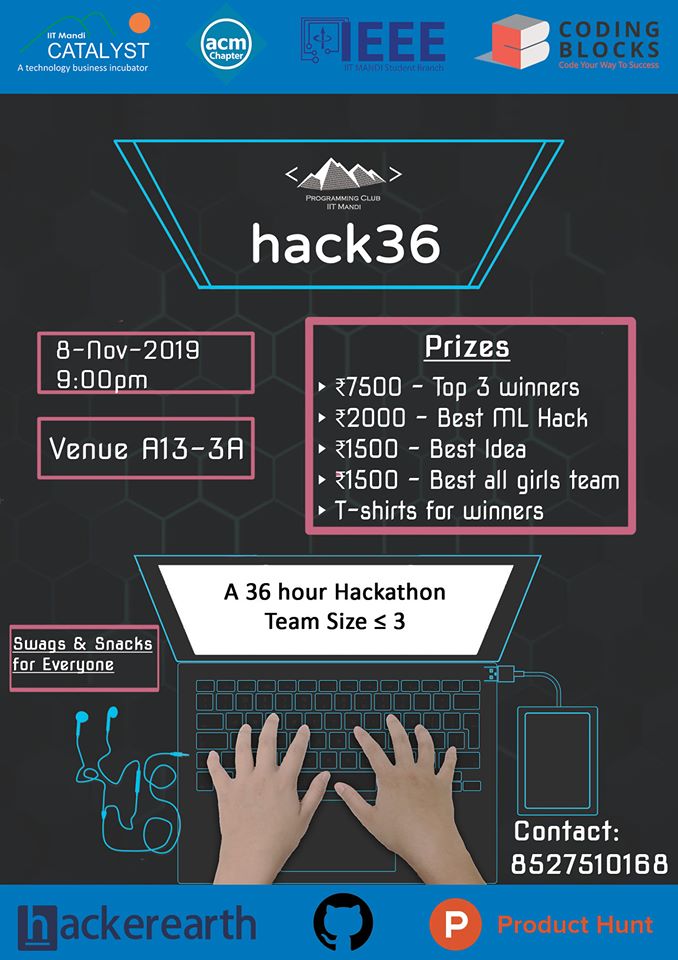 IIT Mandi
CATALYST
A technology business incubator
acm
Chapter
IEEE
IIT MANDI Student Branch
CODING
BLOCKS
Code Your Way To Success
< >
PROGRAMMING CLUB
IIT MANDI
hack36
8-Nov-2019
9:00pm
Venue A13-3A
Prizes
‣ ₹7500 - Top 3 winners
‣ ₹2000 - Best ML Hack
‣ ₹1500 - Best Idea
‣ ₹1500 - Best all girls team
‣ T-shirts for winners
A 36 hour Hackathon
Team Size ≤ 3
Swags & Snacks
for Everyone
Contact:
8527510168
hackerearth
P Product Hunt